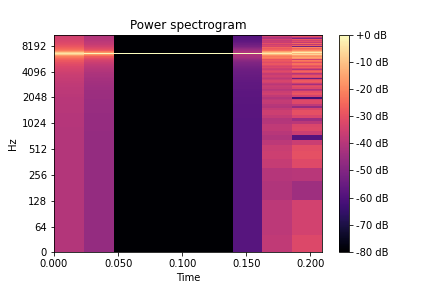 Power spectrogram
Hz
8192
4096
2048
1024
512
256
128
64
0
0.000 0.050 0.100 0.150 0.200
Time
+0 dB
-10 dB
-20 dB
-30 dB
-40 dB
-50 dB
-60 dB
-70 dB
-80 dB